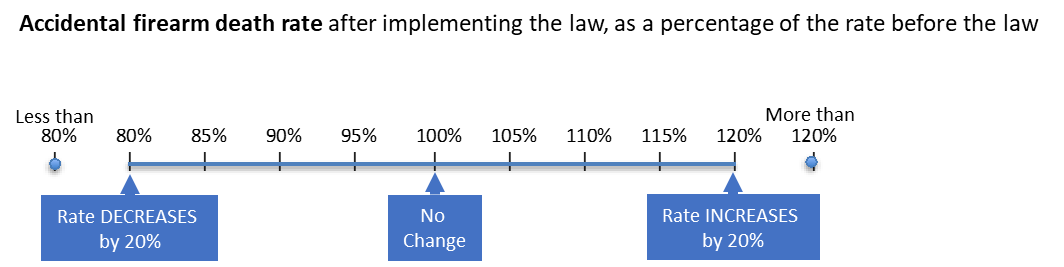 Accidental firearm death rate after implementing the law, as a percentage of the rate before the law
Less than
80%
80%
85%
90%
95%
100%
105%
110%
115%
120%
More than
120%
Rate DECREASES
by 20%
No
Change
Rate INCREASES
by 20%